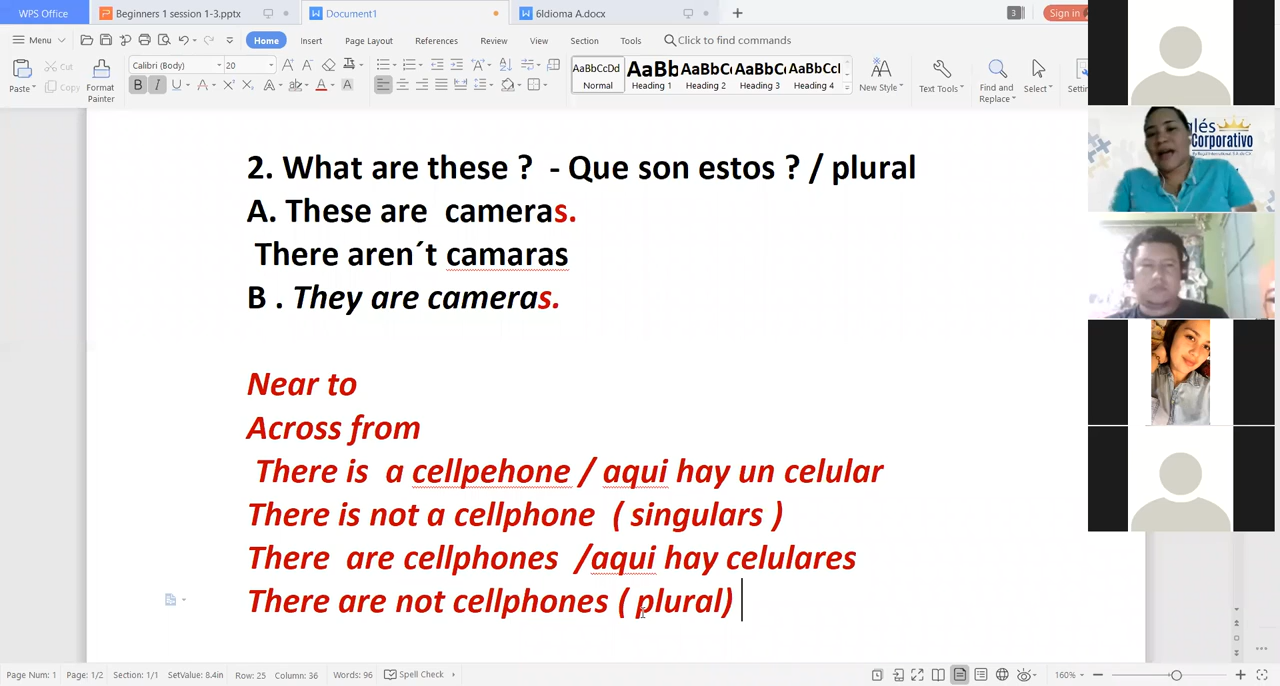 WPS Office Beginners 1 session 1-3.pptx Document1 6Idioma A.docx 3 Sign in
Menu Home Insert Page Layout References Review View Section Tools Click to find commands
Paste Cut Copy Format Painter Calibri (Body) 20 AaBbCcDd Normal AaBb Heading 1 AaBbC Heading 2 AaBbC Heading 3 AaBbCcl Heading 4 New Style Text Tools Find and Replace Select
glés
Corporativo
2. What are these ? - Que son estos ? / plural
A. These are cameras.
There aren´t camaras
B . They are cameras.
Near to
Across from
There is a cellpehone / aqui hay un celular
There is not a cellphone ( singulars )
There are cellphones /aqui hay celulares
There are not cellphones ( plural)
Page Num: 1 Page: 1/2 Section: 1/1 SetValue: 8.4in Row: 25 Column: 36 Words: 96 Spell Check 160%